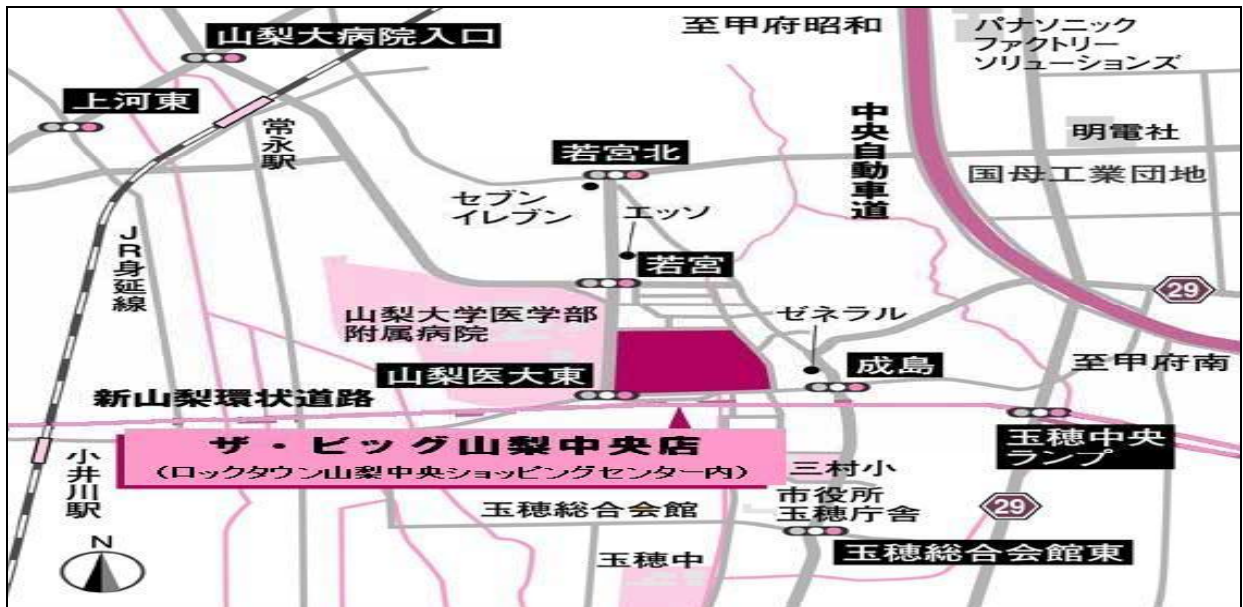 山梨大病院入口
至甲府昭和
パナソニック
ファクトリー
ソリューションズ
上河東
常永駅
中央自動車道
明電社
若宮北
国母工業団地
セブン
イレブン
エッソ
JR身延線
若宮
29
山梨大学医学部
附属病院
ゼネラル
成島
至甲府南
山梨医大東
新山梨環状道路
玉穂中央
ランプ
ザ・ビッグ山梨中央店
(ロックタウン山梨中央ショッピングセンター内)
小井川駅
三村小
市役所
玉穂庁舎
玉穂総合会館
29
玉穂総合会館東
玉穂中
N